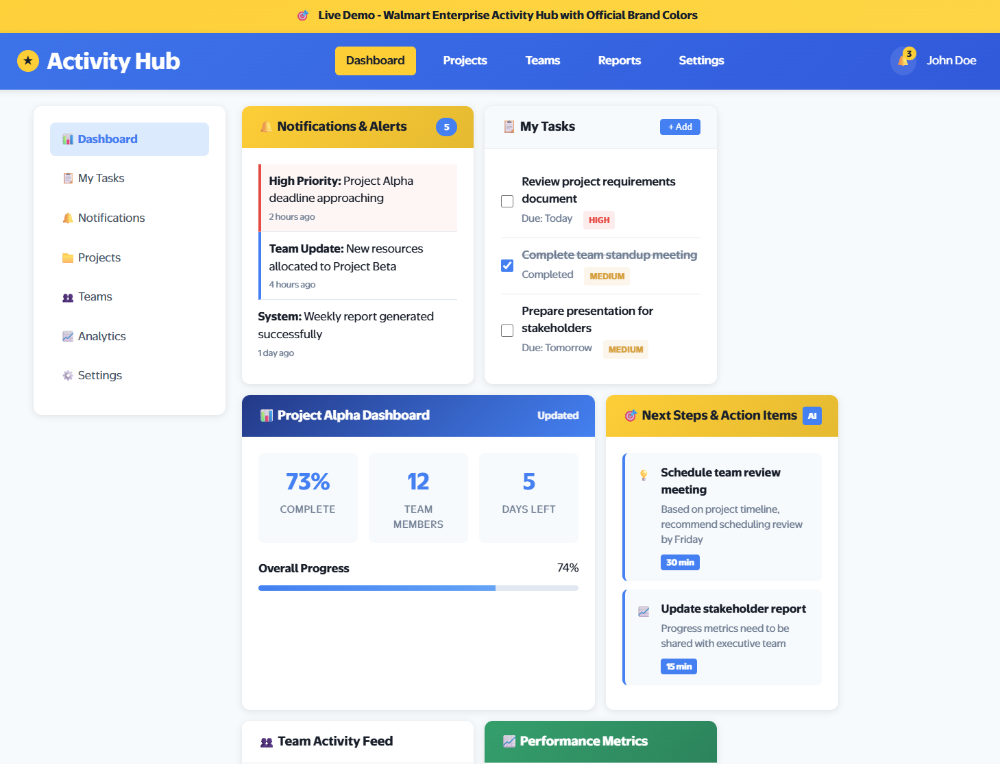 🎯 Live Demo - Walmart Enterprise Activity Hub with Official Brand Colors
★ Activity Hub
Dashboard
Projects
Teams
Reports
Settings
3
John Doe
Dashboard
My Tasks
Notifications
Projects
Teams
Analytics
Settings
Notifications & Alerts
5
High Priority: Project Alpha
deadline approaching
2 hours ago
Team Update: New resources
allocated to Project Beta
4 hours ago
System: Weekly report generated
successfully
1 day ago
My Tasks
+ Add
Review project requirements
document
Due: Today
HIGH
Complete team standup meeting
Completed
MEDIUM
Prepare presentation for
stakeholders
Due: Tomorrow
MEDIUM
Project Alpha Dashboard
Updated
73%
COMPLETE
12
TEAM
MEMBERS
5
DAYS LEFT
Overall Progress
74%
Next Steps & Action Items
AI
Schedule team review
meeting
Based on project timeline,
recommend scheduling review
by Friday
30 min
Update stakeholder report
Progress metrics need to be
shared with executive team
15 min
Team Activity Feed
Performance Metrics